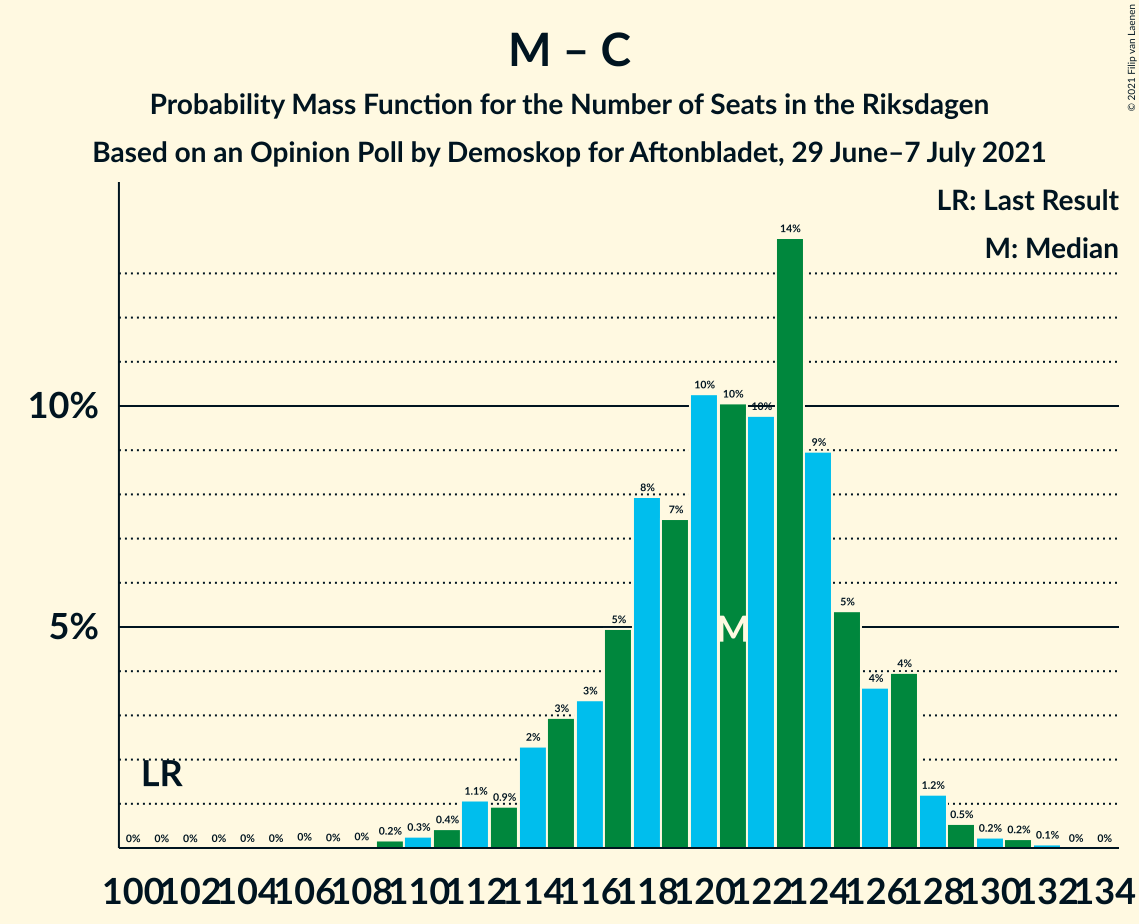 M – C
Probability Mass Function for the Number of Seats in the Riksdagen
Based on an Opinion Poll by Demoskop for Aftonbladet, 29 June–7 July 2021
© 2021 Filip van Laenen
LR: Last Result
M: Median
10%
5%
LR
M
0% 0% 0% 0% 0% 0% 0% 0% 0% 0.2% 0.3% 0.4% 1.1% 0.9% 2% 3% 3% 5% 8% 7% 10% 10% 10% 14% 9% 5% 4% 4% 1.2% 0.5% 0.2% 0.2% 0.1% 0% 0%
100 102 104 106 108 110 112 114 116 118 120 122 124 126 128 130 132 134